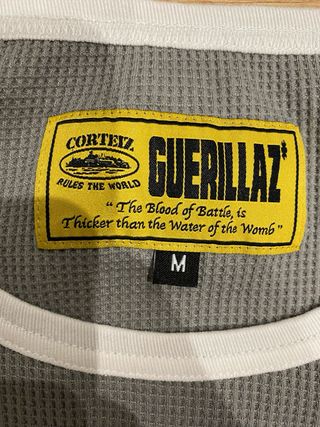 CORTEIZ
RULES THE WORLD
GUERILLAZ*
“The Blood of Battle, is
Thicker than the Water of the Womb”
M